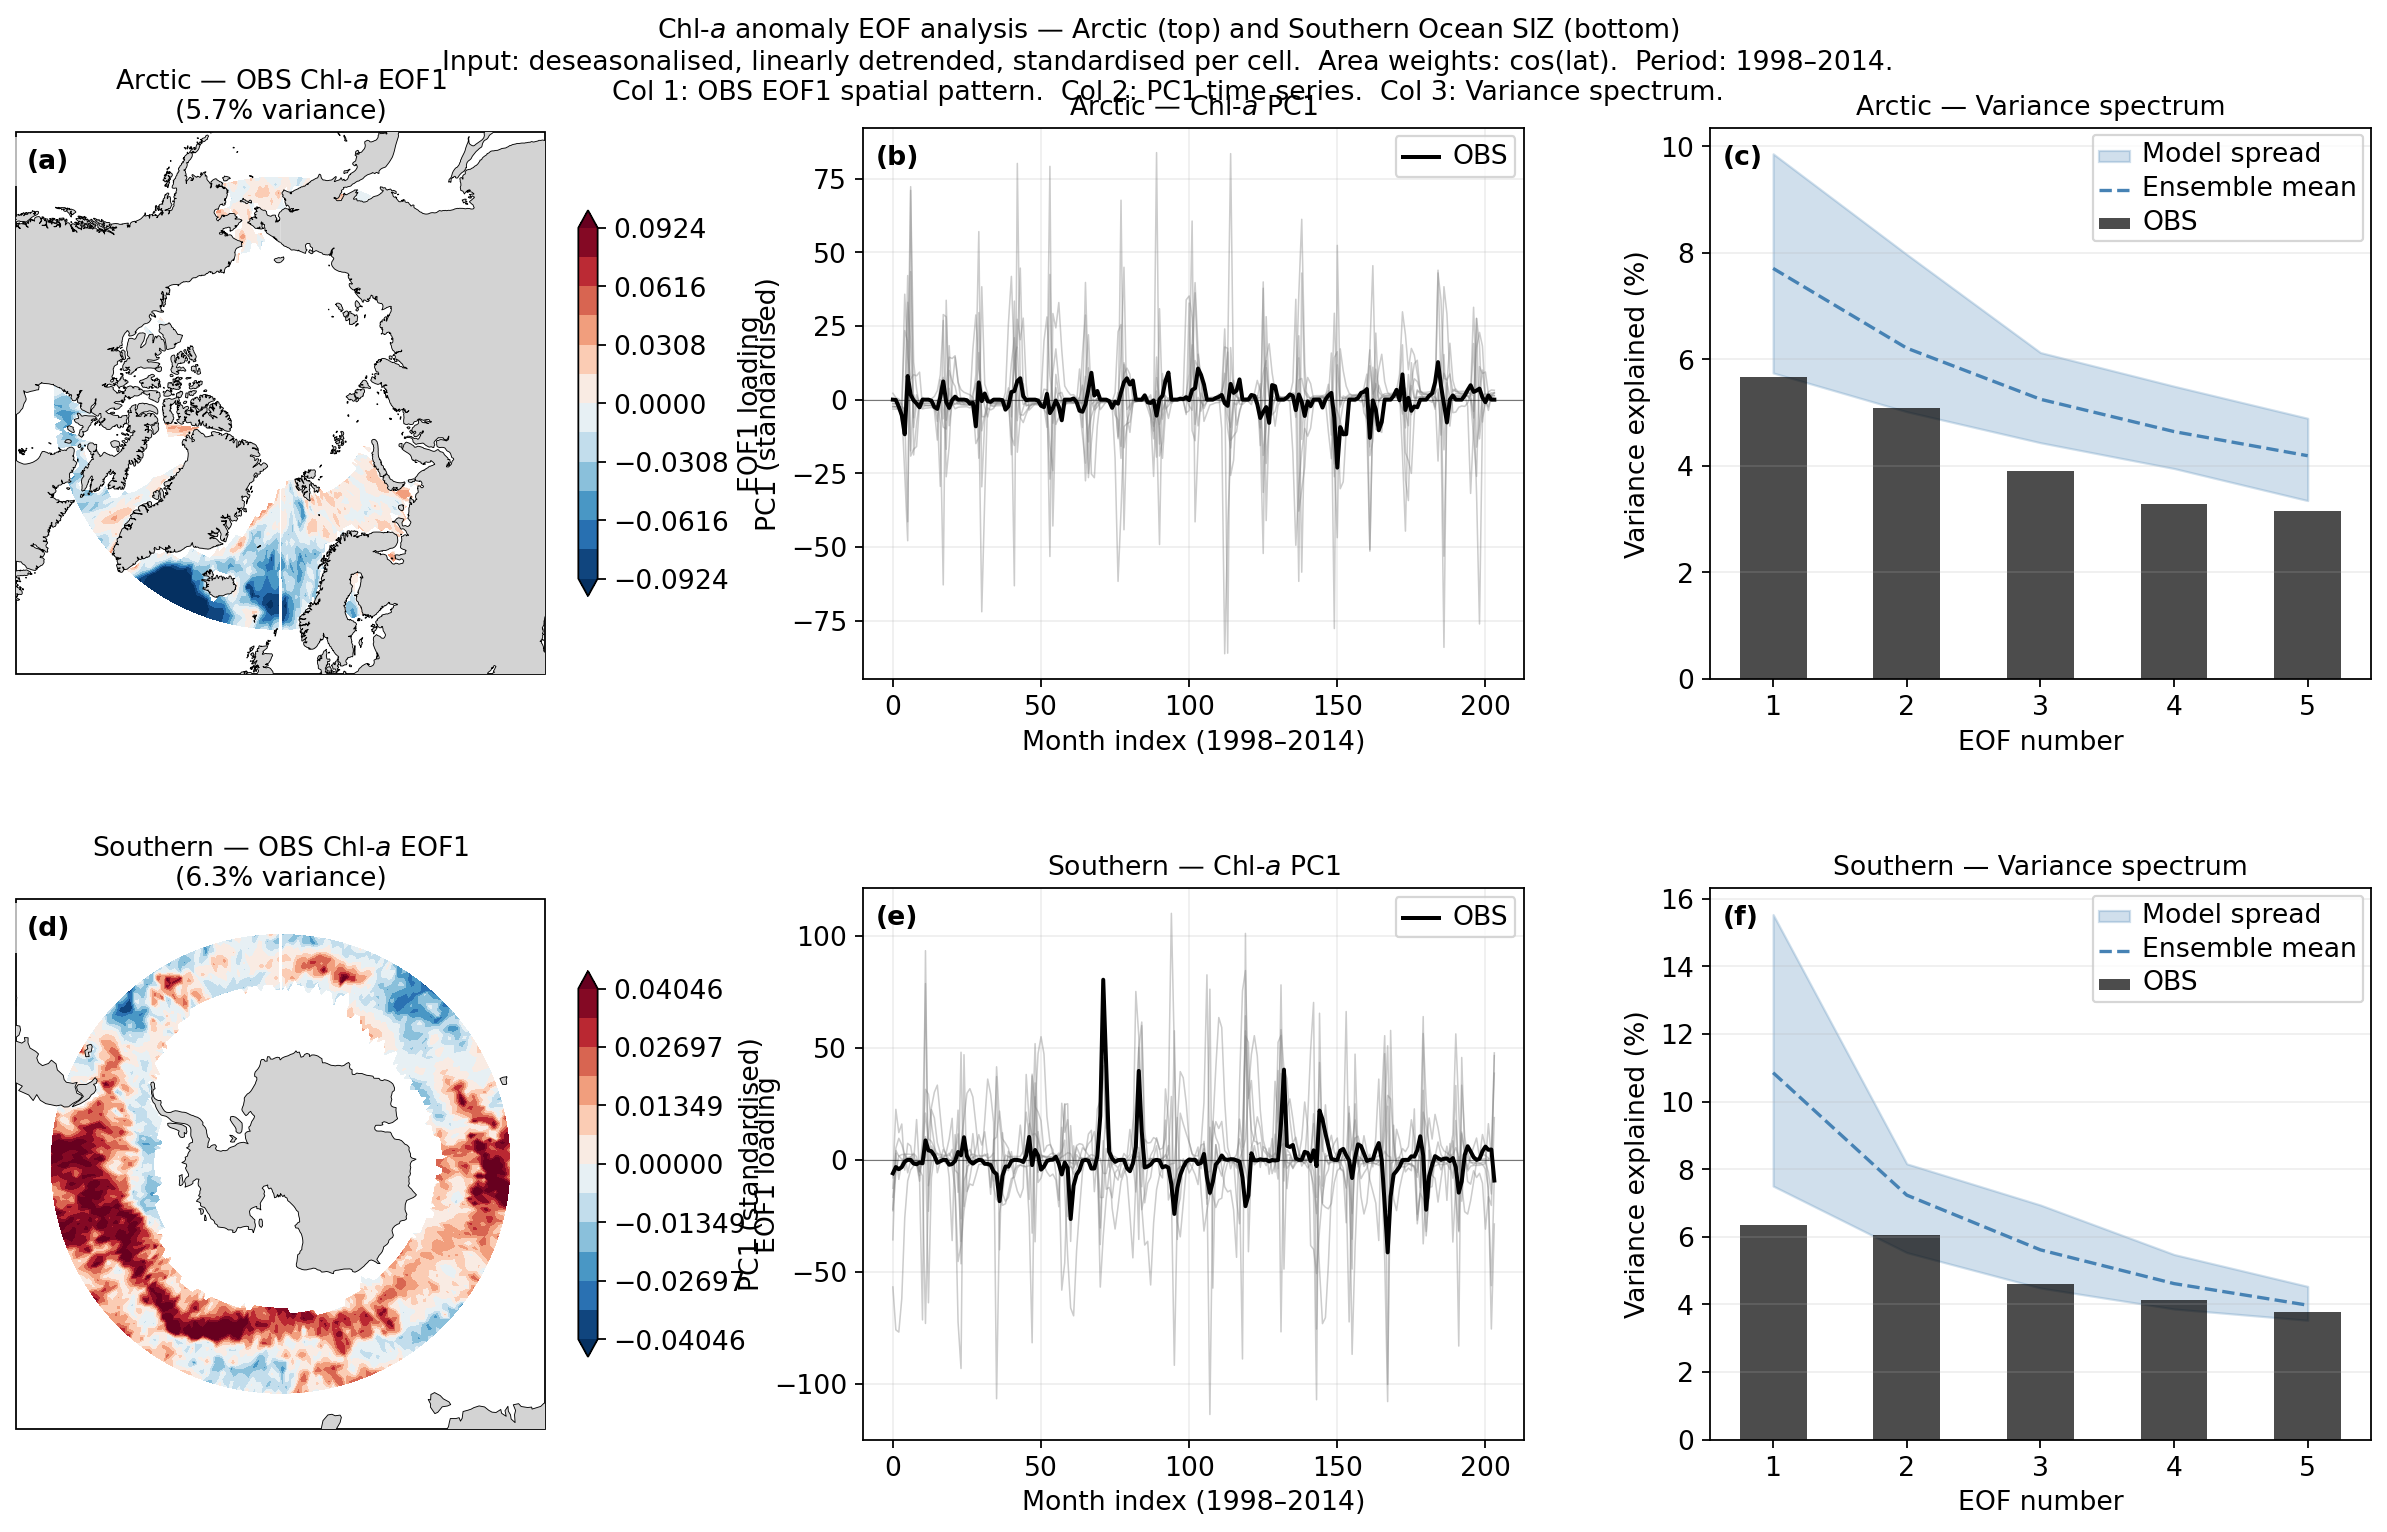 Chl-a anomaly EOF analysis — Arctic (top) and Southern Ocean SIZ (bottom)
Input: deseasonalised, linearly detrended, standardised per cell.  Area weights: cos(lat).  Period: 1998–2014.
Col 1: OBS EOF1 spatial pattern.  Col 2: PC1 time series.  Col 3: Variance spectrum.
Arctic — OBS Chl-a EOF1
(5.7% variance)
(a)
0.0924
0.0616
0.0308
0.0000
−0.0308
−0.0616
−0.0924
EOF1 loading
Arctic — Chl-a PC1
(b)
OBS
PC1 (standardised)
75
50
25
0
−25
−50
−75
0 50 100 150 200
Month index (1998–2014)
Arctic — Variance spectrum
(c)
Model spread
Ensemble mean
OBS
Variance explained (%)
10
8
6
4
2
0
1 2 3 4 5
EOF number
Southern — OBS Chl-a EOF1
(6.3% variance)
(d)
0.04046
0.02697
0.01349
0.00000
−0.01349
−0.02697
−0.04046
EOF1 loading
Southern — Chl-a PC1
(e)
OBS
PC1 (standardised)
100
50
0
−50
−100
0 50 100 150 200
Month index (1998–2014)
Southern — Variance spectrum
(f)
Model spread
Ensemble mean
OBS
Variance explained (%)
16
14
12
10
8
6
4
2
0
1 2 3 4 5
EOF number